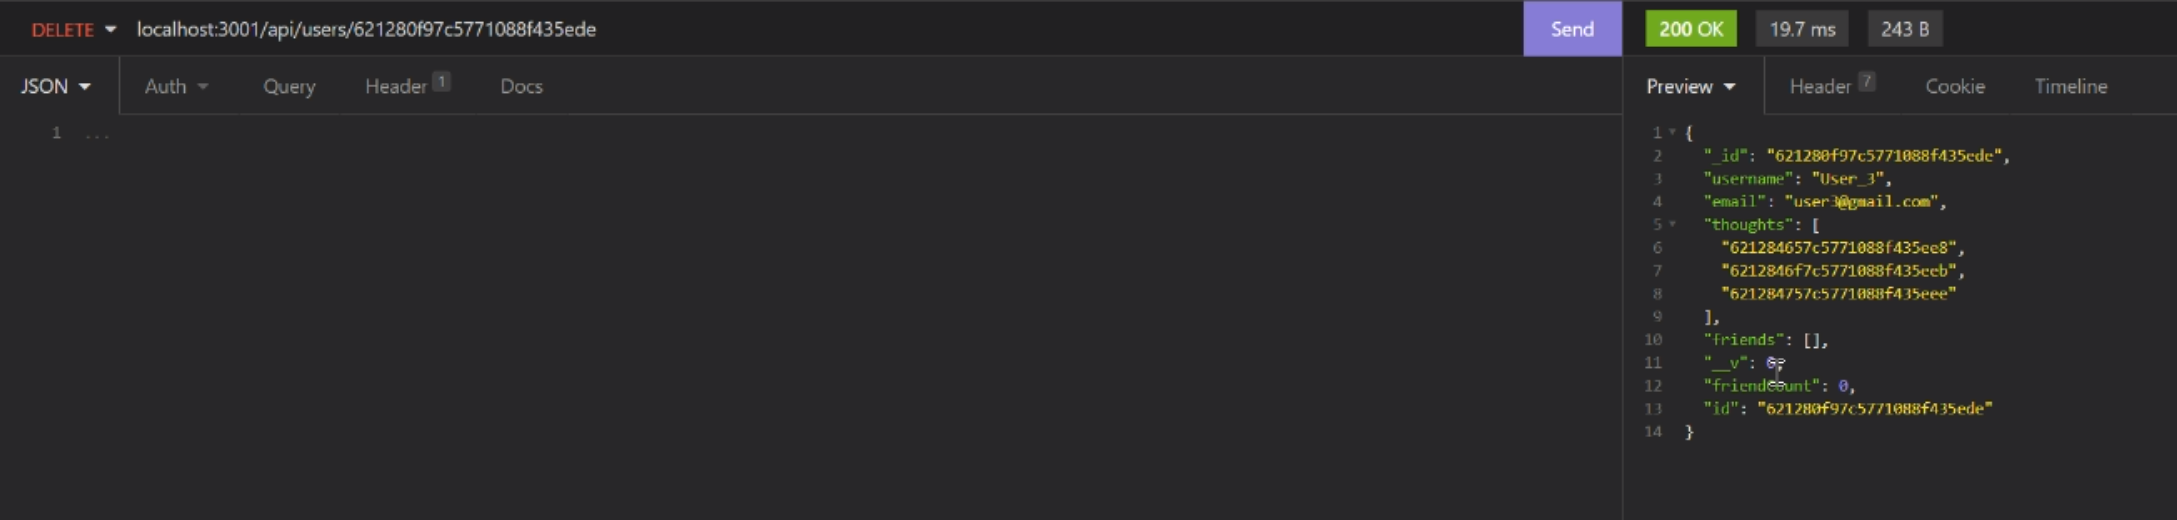 DELETE localhost:3001/api/users/621280f97c5771088f435ede Send 200 OK 19.7 ms 243 B
JSON Auth Query Header 1 Docs Preview Header 7 Cookie Timeline
1 ...
1 {
2 "_id": "621280f97c5771088f435ede",
3 "username": "User_3",
4 "email": "user3@gmail.com",
5 "thoughts": [
6 "621284657c5771088f435ee8",
7 "6212846f7c5771088f435eeb",
8 "621284757c5771088f435eee"
9 ],
10 "friends": [],
11 "__v": 0,
12 "friendCount": 0,
13 "id": "621280f97c5771088f435ede"
14 }